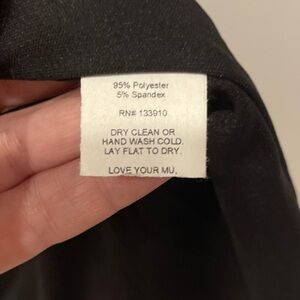 95% Polyester
5% Spandex
RN# 133910
DRY CLEAN OR
HAND WASH COLD.
LAY FLAT TO DRY.
LOVE YOUR MU,